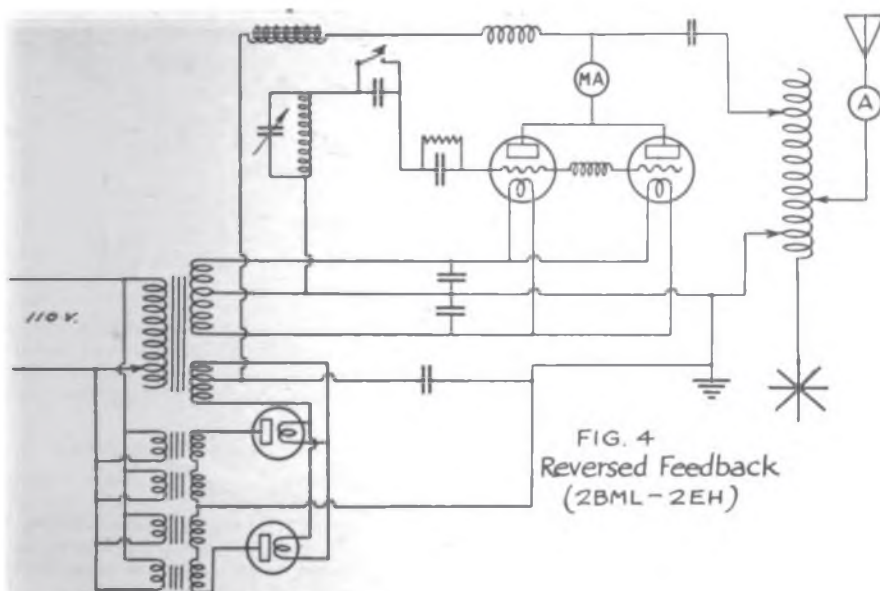 MA
A
110 V.
FIG. 4
Reversed Feedback
(2BML-2EH)